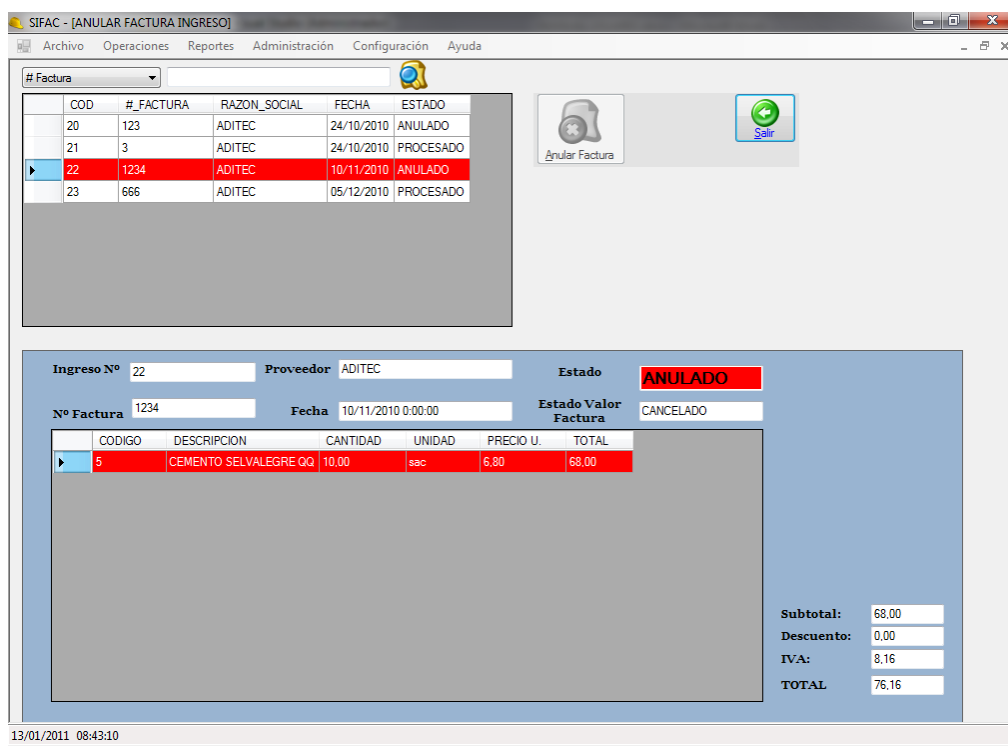 SIFAC - [ANULAR FACTURA INGRESO]
Archivo Operaciones Reportes Administración Configuración Ayuda
# Factura
COD #_FACTURA RAZON_SOCIAL FECHA ESTADO
20 123 ADITEC 24/10/2010 ANULADO
21 3 ADITEC 24/10/2010 PROCESADO
22 1234 ADITEC 10/11/2010 ANULADO
23 666 ADITEC 05/12/2010 PROCESADO
Anular Factura
Salir
Ingreso Nº 22 Proveedor ADITEC Estado ANULADO
Nº Factura 1234 Fecha 10/11/2010 0:00:00 Estado Valor Factura CANCELADO
CODIGO DESCRIPCION CANTIDAD UNIDAD PRECIO U. TOTAL
5 CEMENTO SELVALEGRE QQ 10,00 sac 6,80 68,00
Subtotal: 68,00
Descuento: 0,00
IVA: 8,16
TOTAL 76,16
13/01/2011 08:43:10